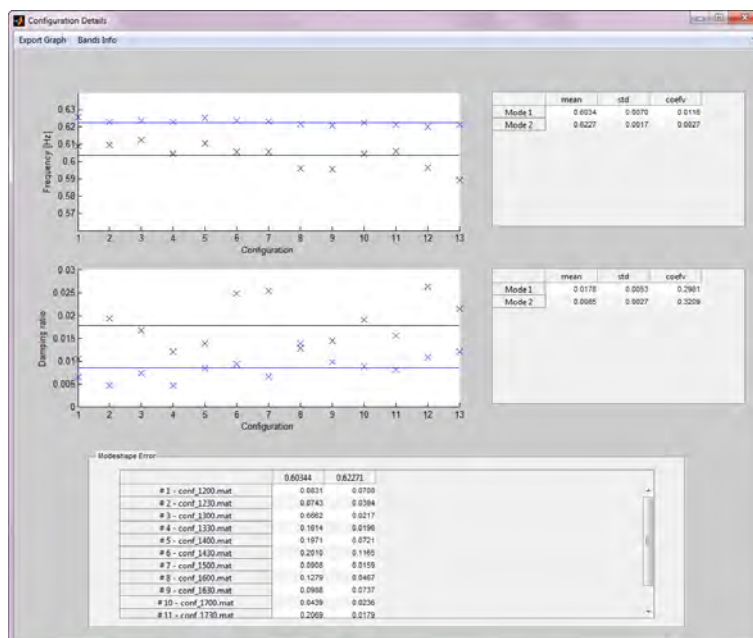 Configuration Details
Export Graph Bands Info
0.63
0.62
0.61
0.6
0.59
0.58
0.57
Frequency [Hz]
1 2 3 4 5 6 7 8 9 10 11 12 13
Configuration
mean std coefv
Mode 1 0.6034 0.0070 0.0116
Mode 2 0.6227 0.0017 0.0027
0.03
0.025
0.02
0.015
0.01
0.005
0
Damping ratio
1 2 3 4 5 6 7 8 9 10 11 12 13
Configuration
mean std coefv
Mode 1 0.0178 0.0053 0.2981
Mode 2 0.0085 0.0027 0.3209
Modeshape Error
0.60344 0.62271
# 1 - conf_1200.mat 0.0831 0.0708
# 2 - conf_1230.mat 0.0743 0.0384
# 3 - conf_1300.mat 0.6662 0.0217
# 4 - conf_1330.mat 0.1614 0.0196
# 5 - conf_1400.mat 0.1971 0.0721
# 6 - conf_1430.mat 0.2010 0.1165
# 7 - conf_1500.mat 0.0908 0.0159
# 8 - conf_1600.mat 0.1279 0.0467
# 9 - conf_1630.mat 0.0988 0.0737
# 10 - conf_1700.mat 0.0439 0.0236
# 11 - conf_1730.mat 0.2069 0.0179